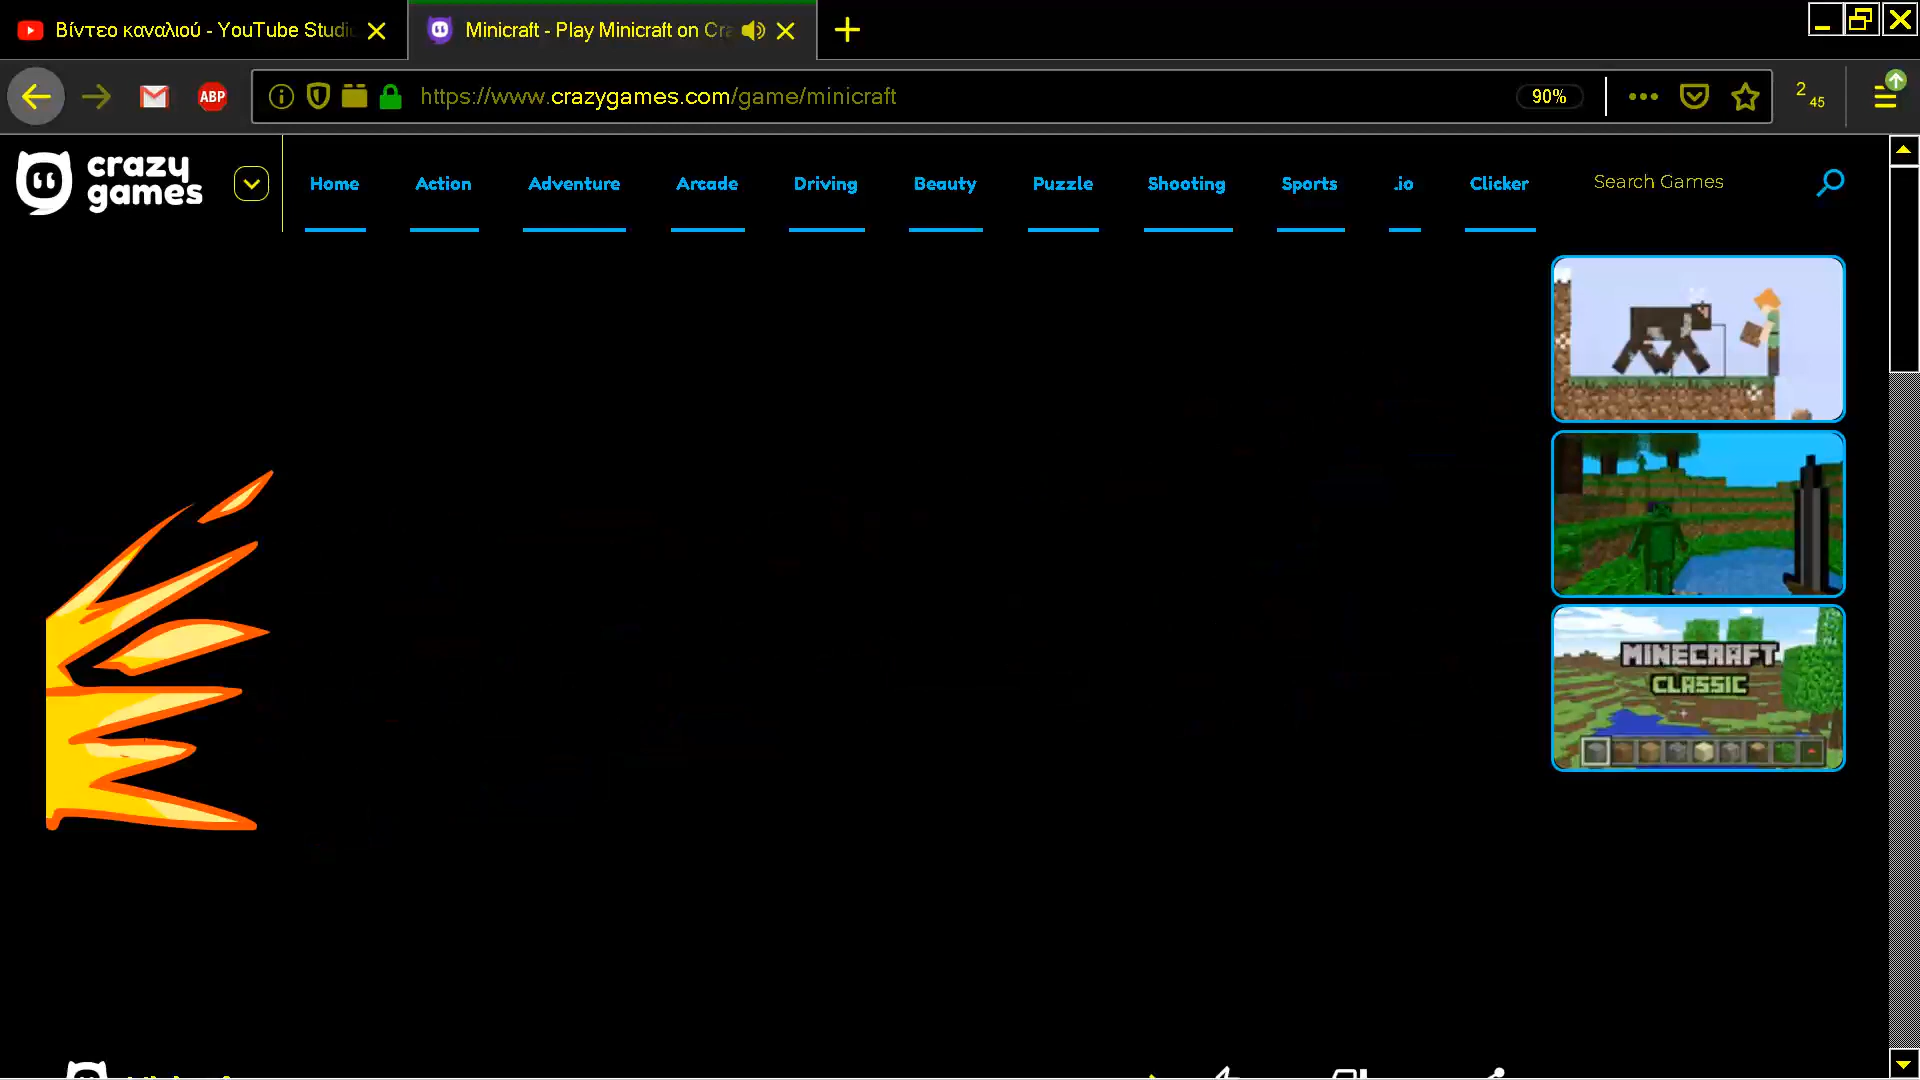 Βίντεο καναλιού - YouTube Studi
Minicraft - Play Minicraft on Cra
ABP
https://www.crazygames.com/game/minicraft
90%
2
45
crazy
games
Home
Action
Adventure
Arcade
Driving
Beauty
Puzzle
Shooting
Sports
.io
Clicker
Search Games
MINECRAFT
CLASSIC